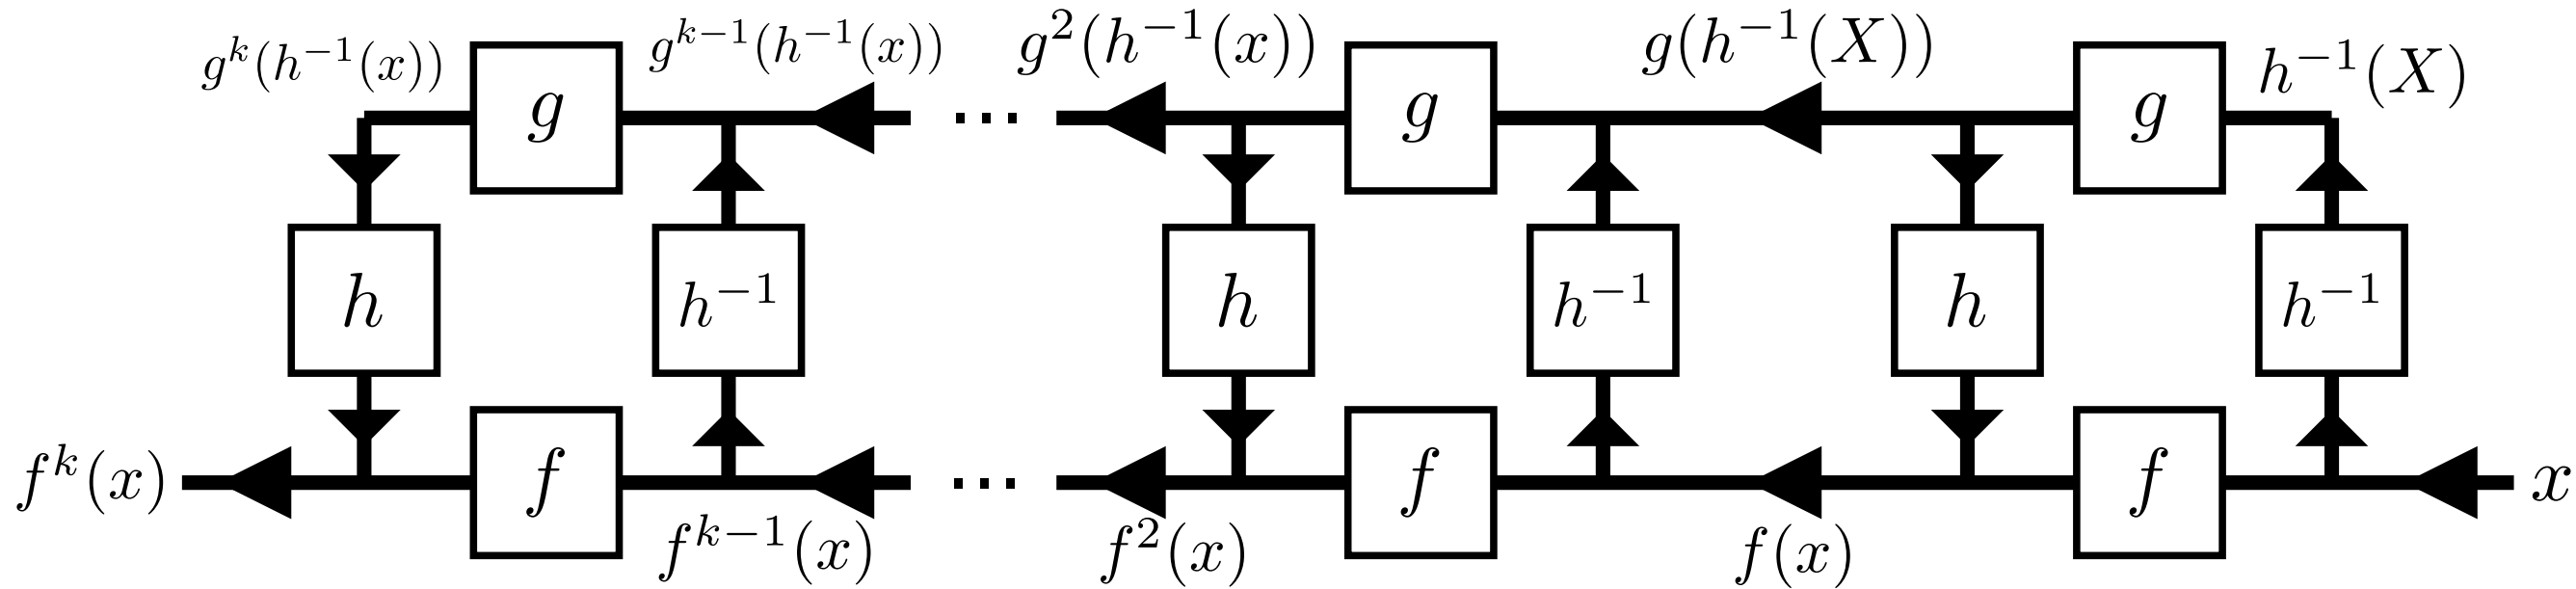 g^k(h^{-1}(x)) g g^{k-1}(h^{-1}(x)) ... g^2(h^{-1}(x)) g g(h^{-1}(X)) g h^{-1}(X)
h h^{-1} h h^{-1} h h^{-1}
f^k(x) f f^{k-1}(x) ... f^2(x) f f(x) f x